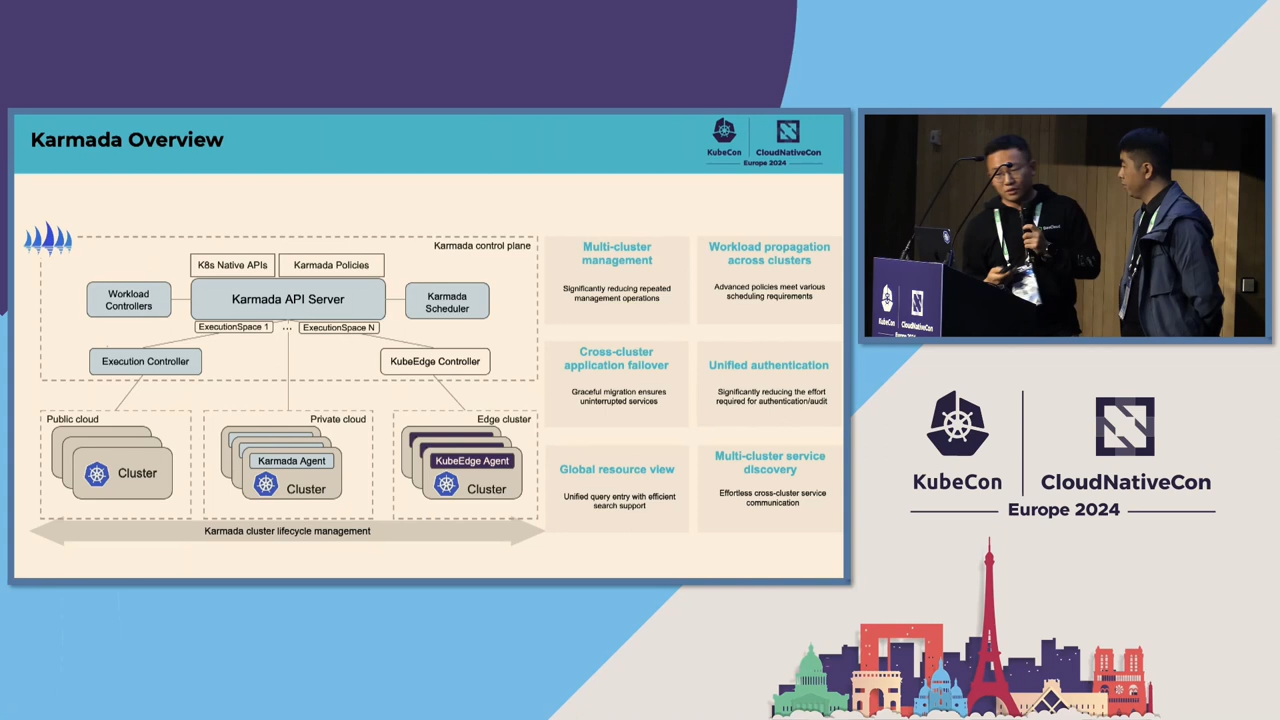 Karmada Overview
KubeCon
CloudNativeCon
Europe 2024
Karmada control plane
K8s Native APIs
Karmada Policies
Workload
Controllers
Karmada API Server
Karmada
Scheduler
ExecutionSpace 1
...
ExecutionSpace N
Execution Controller
KubeEdge Controller
Public cloud
Private cloud
Edge cluster
Cluster
Karmada Agent
Cluster
KubeEdge Agent
Cluster
Karmada cluster lifecycle management
Multi-cluster
management
Significantly reducing repeated
management operations
Workload propagation
across clusters
Advanced policies meet various
scheduling requirements
Cross-cluster
application failover
Graceful migration ensures
uninterrupted services
Unified authentication
Significantly reducing the effort
required for authentication/audit
Global resource view
Unified query entry with efficient
search support
Multi-cluster service
discovery
Effortless cross-cluster service
communication
KubeCon
CloudNativeCon
KubeCon
CloudNativeCon
Europe 2024